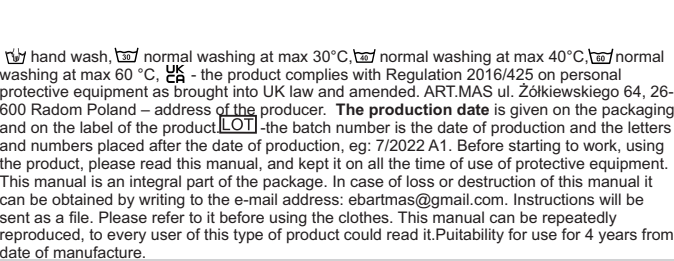 hand wash, 30 normal washing at max 30°C, 40 normal washing at max 40°C, 60 normal
washing at max 60 °C, UK CA - the product complies with Regulation 2016/425 on personal
protective equipment as brought into UK law and amended. ART.MAS ul. Żółkiewskiego 64, 26-
600 Radom Poland – address of the producer. The production date is given on the packaging
and on the label of the product. LOT -the batch number is the date of production and the letters
and numbers placed after the date of production, eg: 7/2022 A1. Before starting to work, using
the product, please read this manual, and kept it on all the time of use of protective equipment.
This manual is an integral part of the package. In case of loss or destruction of this manual it
can be obtained by writing to the e-mail address: ebartmas@gmail.com. Instructions will be
sent as a file. Please refer to it before using the clothes. This manual can be repeatedly
reproduced, to every user of this type of product could read it.Puitability for use for 4 years from
date of manufacture.